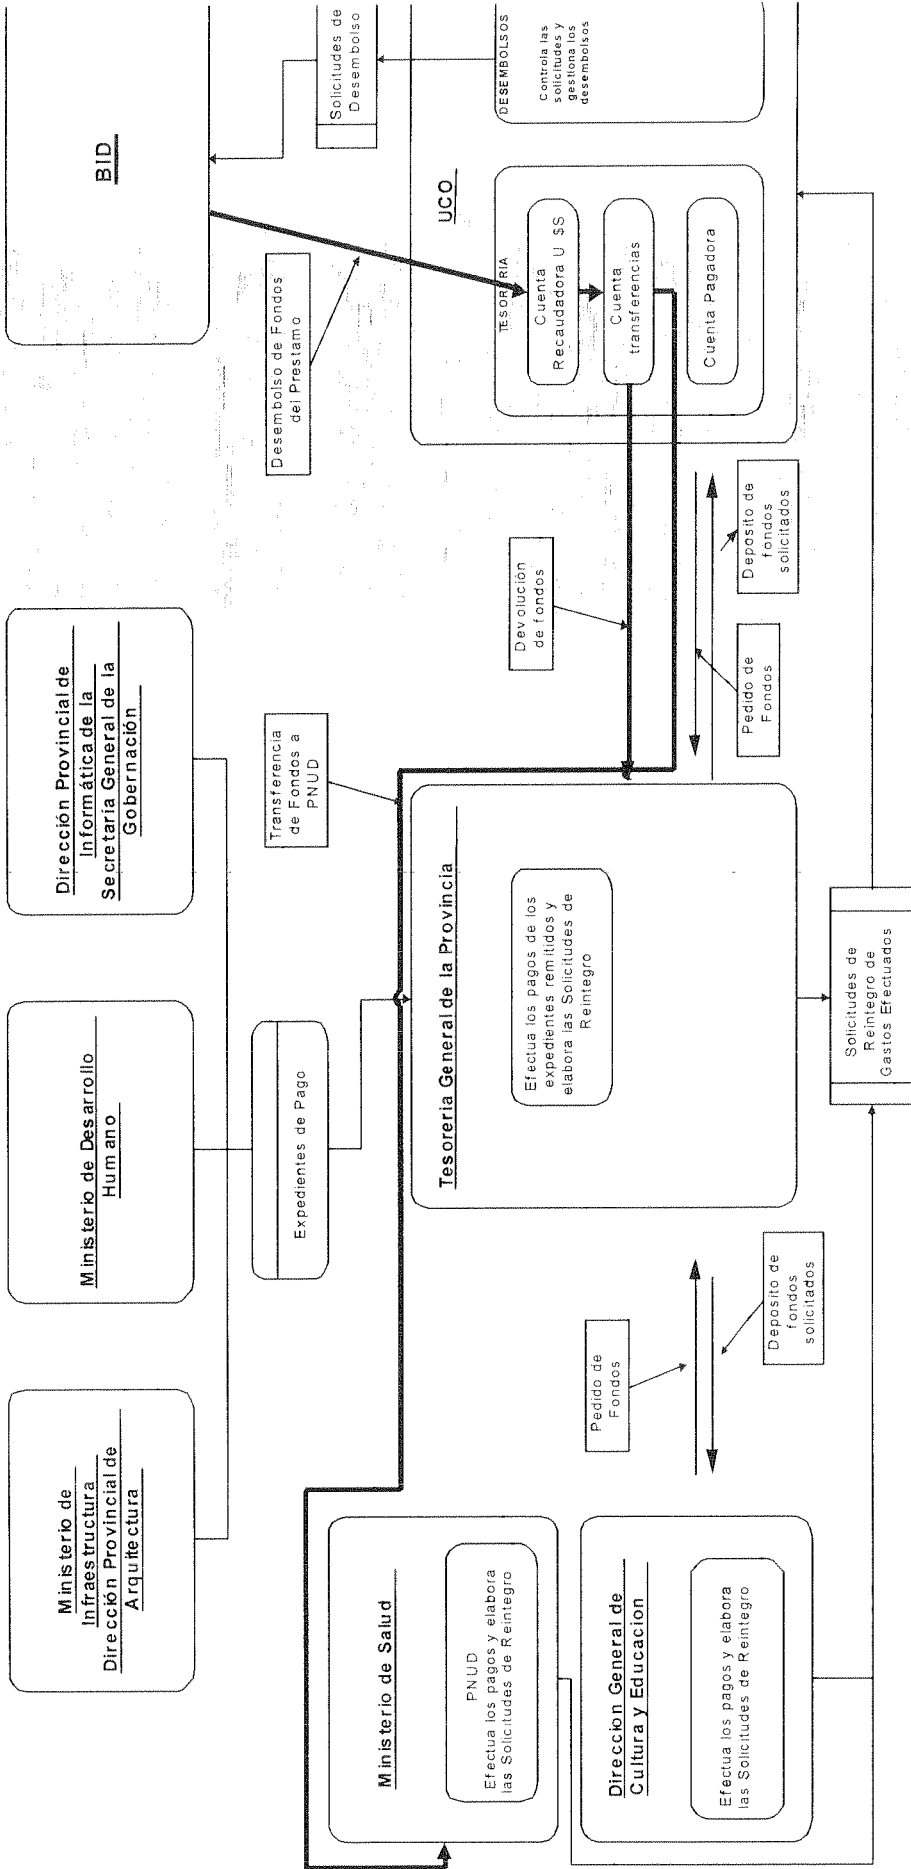 Ministerio de
Infraestructura
Dirección Provincial de
Arquitectura
Ministerio de Desarrollo
Humano
Dirección Provincial de
Informática de la
Secretaria General de la
Gobernación
BID
Expedientes de Pago
Transferencia
de Fondos a
PNUD
Desembolso de Fondos
del Prestamo
Solicitudes de
Desembolso
Ministerio de Salud
PNUD
Efectua los pagos y elabora
las Solicitudes de Reintegro
Direccion General de
Cultura y Educacion
Efectua los pagos y elabora
las Solicitudes de Reintegro
Pedido de
Fondos
Deposito de
fondos
solicitados
Tesoreria General de la Provincia
Efectua los pagos de los
expedientes remitidos y
elabora las Solicitudes de
Reintegro
Devolución
de fondos
Pedido de
Fondos
Deposito de
fondos
solicitados
UCO
TESORERIA
Cuenta
Recaudadora U $S
Cuenta
transferencias
Cuenta Pagadora
DESEMBOLSOS
Controla las
solicitudes y
gestiona los
desembolsos
Solicitudes de
Reintegro de
Gastos Efectuados